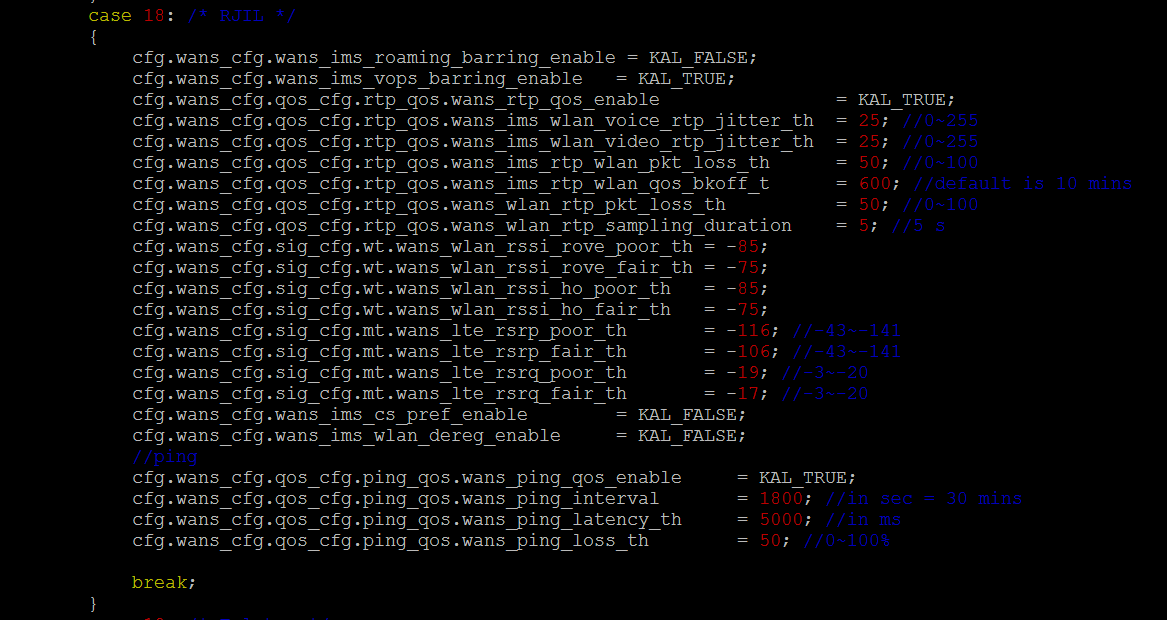 case 18: /* RJIL */
{
cfg.wans_cfg.wans_ims_roaming_barring_enable = KAL_FALSE;
cfg.wans_cfg.wans_ims_vops_barring_enable = KAL_TRUE;
cfg.wans_cfg.qos_cfg.rtp_qos.wans_rtp_qos_enable = KAL_TRUE;
cfg.wans_cfg.qos_cfg.rtp_qos.wans_ims_wlan_voice_rtp_jitter_th = 25; //0~255
cfg.wans_cfg.qos_cfg.rtp_qos.wans_ims_wlan_video_rtp_jitter_th = 25; //0~255
cfg.wans_cfg.qos_cfg.rtp_qos.wans_ims_rtp_wlan_pkt_loss_th = 50; //0~100
cfg.wans_cfg.qos_cfg.rtp_qos.wans_ims_rtp_wlan_qos_bkoff_t = 600; //default is 10 mins
cfg.wans_cfg.qos_cfg.rtp_qos.wans_wlan_rtp_pkt_loss_th = 50; //0~100
cfg.wans_cfg.qos_cfg.rtp_qos.wans_wlan_rtp_sampling_duration = 5; //5 s
cfg.wans_cfg.sig_cfg.wt.wans_wlan_rssi_rove_poor_th = -85;
cfg.wans_cfg.sig_cfg.wt.wans_wlan_rssi_rove_fair_th = -75;
cfg.wans_cfg.sig_cfg.wt.wans_wlan_rssi_ho_poor_th = -85;
cfg.wans_cfg.sig_cfg.wt.wans_wlan_rssi_ho_fair_th = -75;
cfg.wans_cfg.sig_cfg.mt.wans_lte_rsrp_poor_th = -116; //-43~-141
cfg.wans_cfg.sig_cfg.mt.wans_lte_rsrp_fair_th = -106; //-43~-141
cfg.wans_cfg.sig_cfg.mt.wans_lte_rsrq_poor_th = -19; //-3~-20
cfg.wans_cfg.sig_cfg.mt.wans_lte_rsrq_fair_th = -17; //-3~-20
cfg.wans_cfg.wans_ims_cs_pref_enable = KAL_FALSE;
cfg.wans_cfg.wans_ims_wlan_dereg_enable = KAL_FALSE;
//ping
cfg.wans_cfg.qos_cfg.ping_qos.wans_ping_qos_enable = KAL_TRUE;
cfg.wans_cfg.qos_cfg.ping_qos.wans_ping_interval = 1800; //in sec = 30 mins
cfg.wans_cfg.qos_cfg.ping_qos.wans_ping_latency_th = 5000; //in ms
cfg.wans_cfg.qos_cfg.ping_qos.wans_ping_loss_th = 50; //0~100%
break;
}